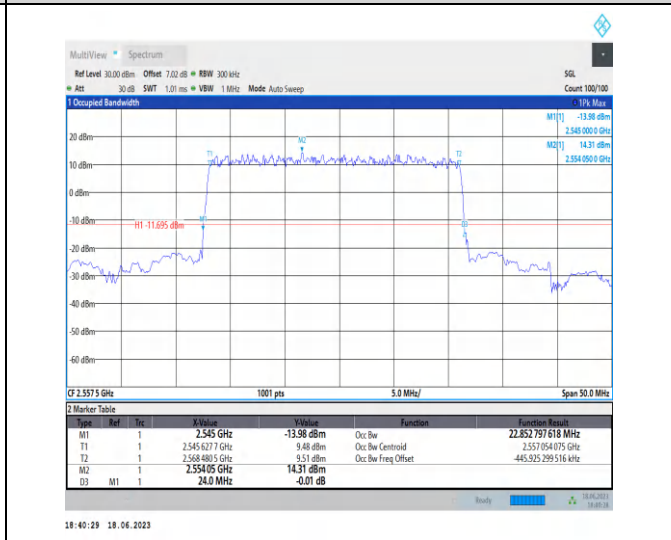 MultiView Spectrum
Ref Level 30.00 dBm Offset 7.02 dB RBW 300 kHz SGL
Att 30 dB SWT 1.01 ms VBW 1 MHz Mode Auto Sweep Count 100/100
1 Occupied Bandwidth 1Pk Max
M1[1] -13.98 dBm
2.545 000 0 GHz
M2[1] 14.31 dBm
2.554 050 0 GHz
20 dBm
M2
T1 T2
10 dBm
0 dBm
-10 dBm
M1 D3
H1 -11.695 dBm
-20 dBm
-30 dBm
-40 dBm
-50 dBm
-60 dBm
CF 2.557 5 GHz 1001 pts 5.0 MHz/ Span 50.0 MHz
2 Marker Table
Type Ref Trc X-Value Y-Value Function Function Result
M1 1 2.545 GHz -13.98 dBm Occ Bw 22.852 797 618 MHz
T1 1 2.545 627 7 GHz 9.48 dBm Occ Bw Centroid 2.557 054 075 GHz
T2 1 2.568 480 5 GHz 9.51 dBm Occ Bw Freq Offset -445.925 299 516 kHz
M2 1 2.554 05 GHz 14.31 dBm
D3 M1 1 24.0 MHz -0.01 dB
Ready 18.06.2023
18:40:29 18.06.2023